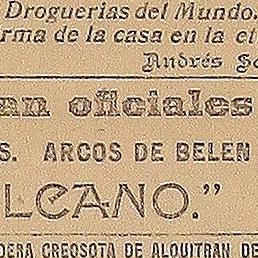 Droguerías del Mundo.
rma de la casa en la
Andrés
an oficiales
S. ARCOS DE BELEN
LCANO."
DERA CREOSOTA DE ALQUITRAN DE